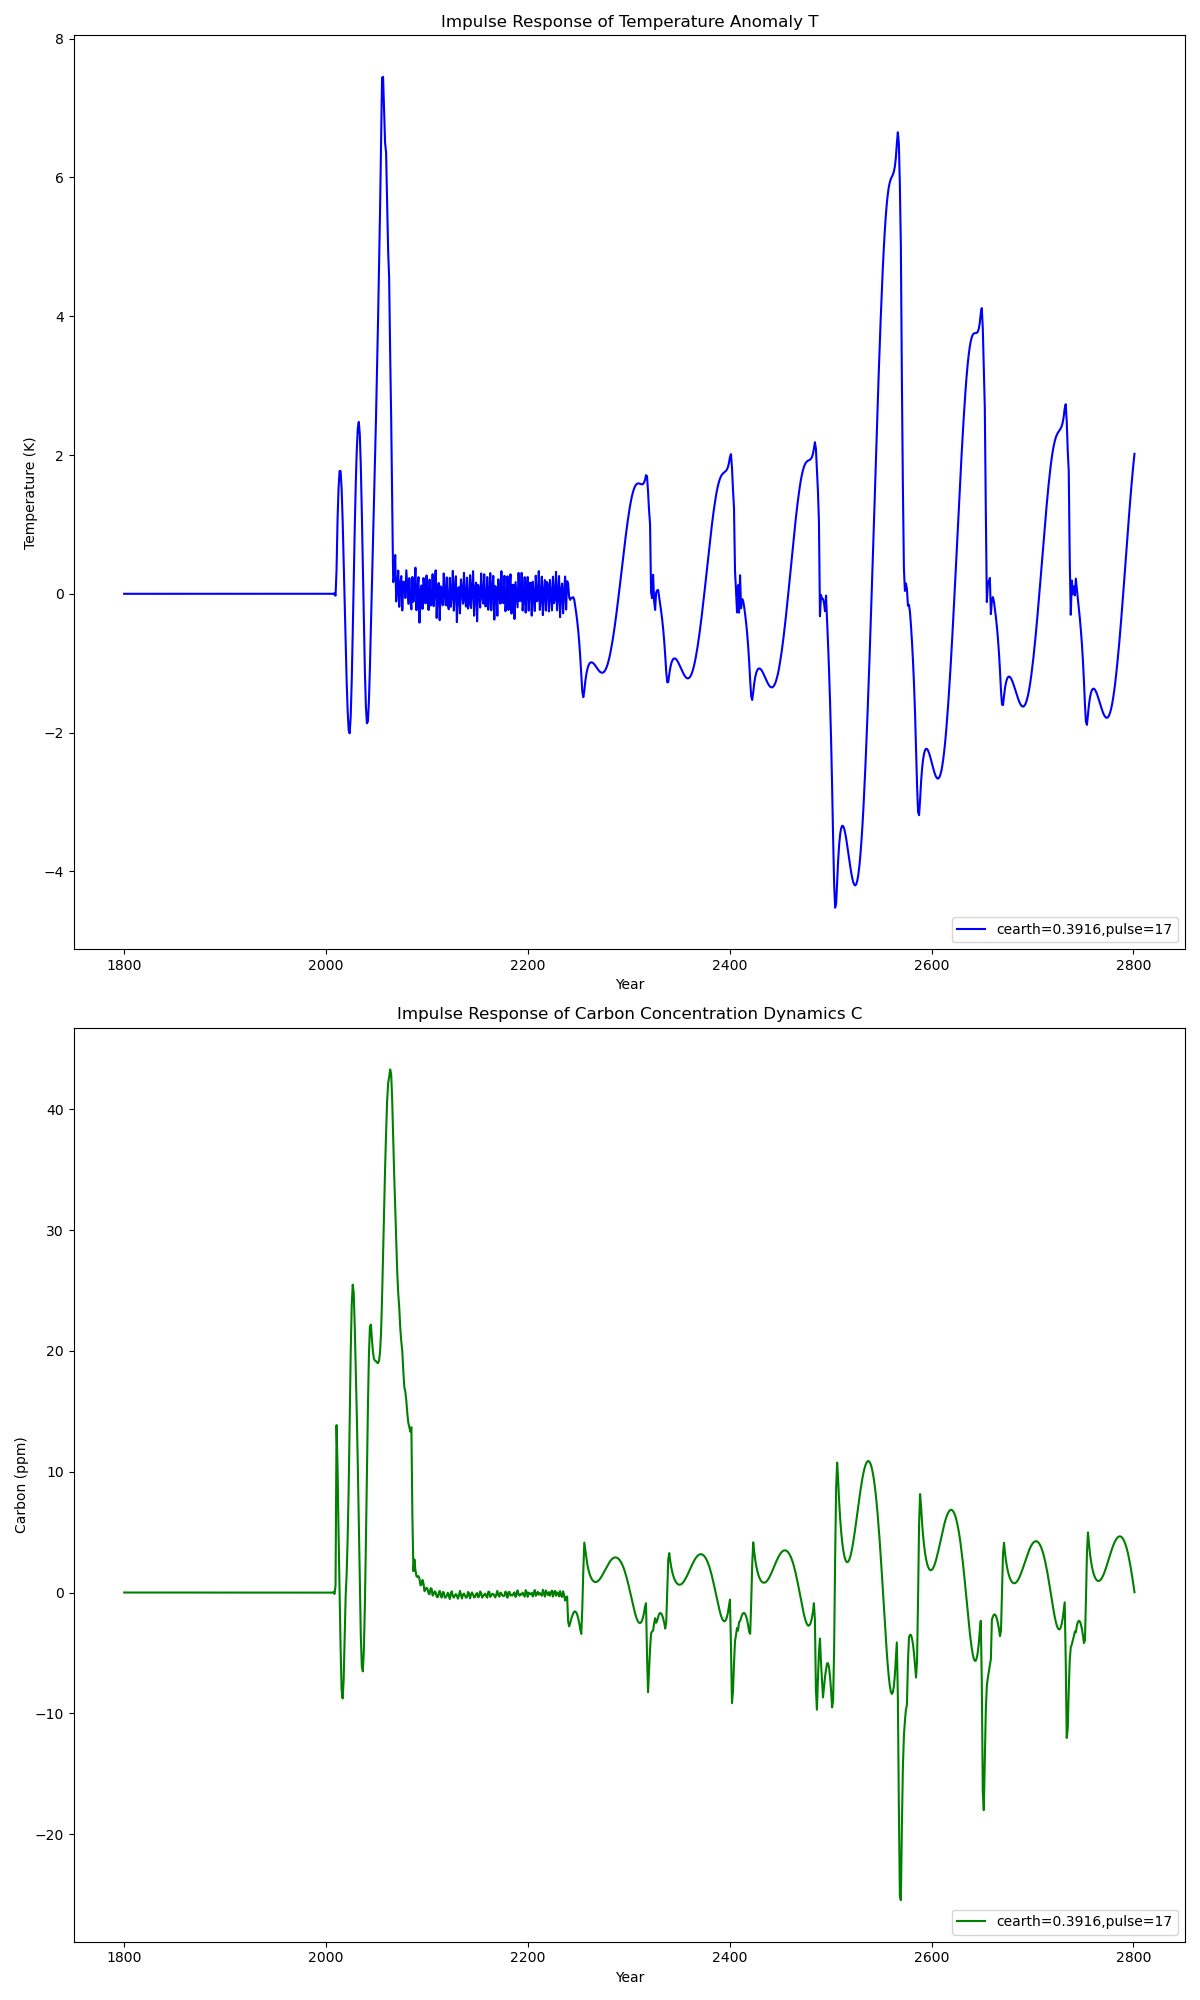 Impulse Response of Temperature Anomaly T
8
6
4
2
0
−2
−4
Temperature (K)
cearth=0.3916,pulse=17
1800 2000 2200 2400 2600 2800
Year
Impulse Response of Carbon Concentration Dynamics C
40
30
20
10
0
−10
−20
Carbon (ppm)
cearth=0.3916,pulse=17
1800 2000 2200 2400 2600 2800
Year